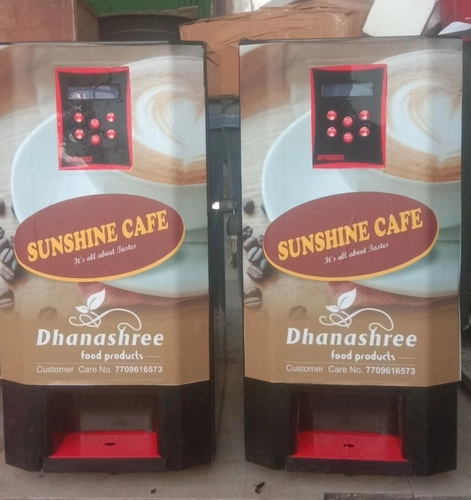 SUNSHINE CAFE
It's all about Tastes
Dhanashree
food products
Customer Care No. 7709616573
SUNSHINE CAFE
It's all about Tastes
Dhanashree
food products
Customer Care No. 7709616573